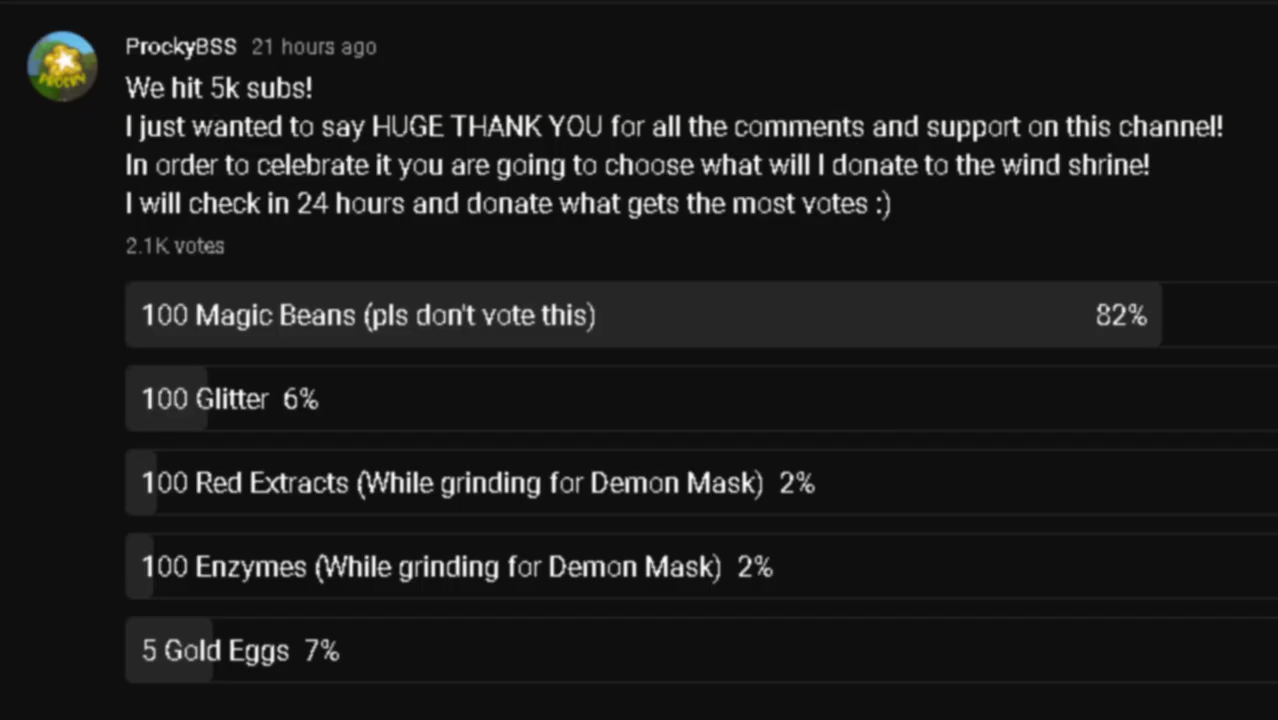 ProckyBSS 21 hours ago
We hit 5k subs!
I just wanted to say HUGE THANK YOU for all the comments and support on this channel!
In order to celebrate it you are going to choose what will I donate to the wind shrine!
I will check in 24 hours and donate what gets the most votes :)
2.1K votes
100 Magic Beans (pls don't vote this) 82%
100 Glitter 6%
100 Red Extracts (While grinding for Demon Mask) 2%
100 Enzymes (While grinding for Demon Mask) 2%
5 Gold Eggs 7%